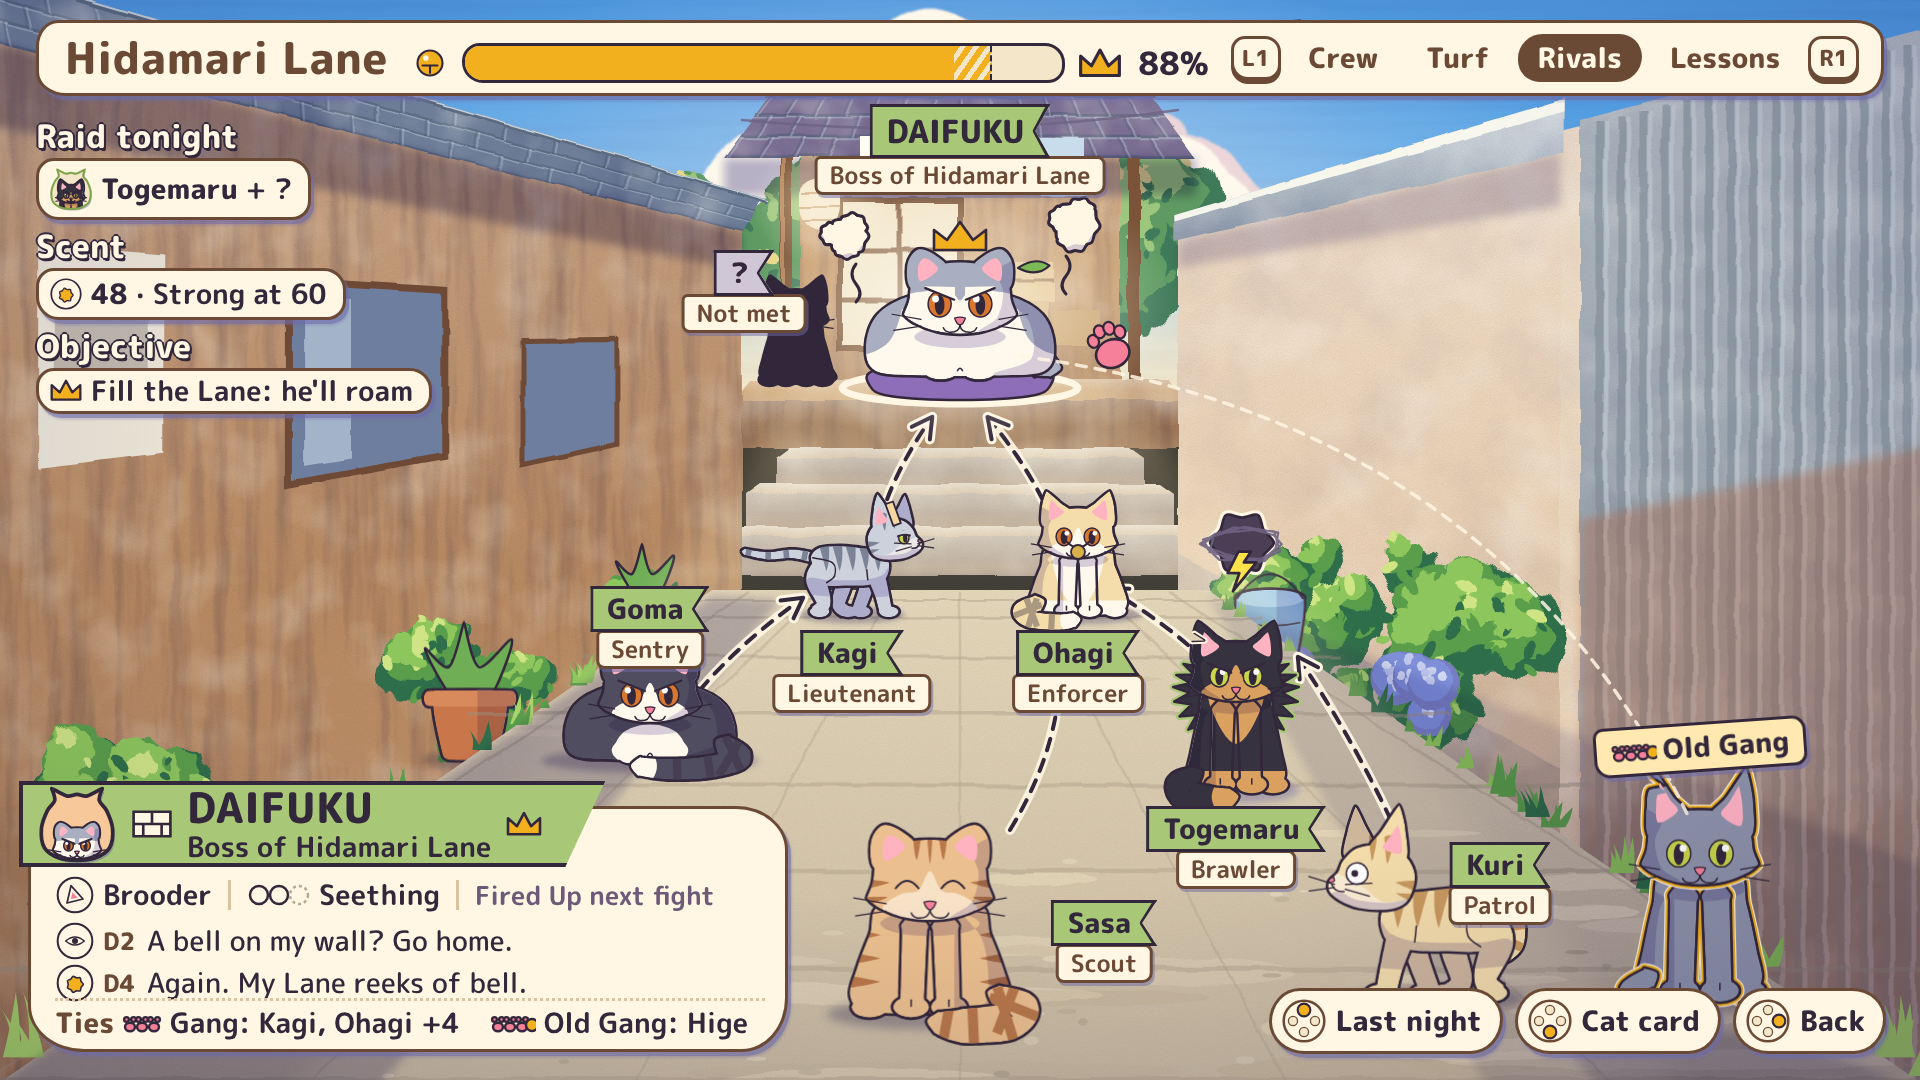 Hidamari Lane
88%
L1
Crew
Turf
Rivals
Lessons
R1
Raid tonight
Togemaru + ?
Scent
48 · Strong at 60
Objective
Fill the Lane: he'll roam
DAIFUKU
Boss of Hidamari Lane
?
Not met
Goma
Sentry
Kagi
Lieutenant
Ohagi
Enforcer
Togemaru
Brawler
Sasa
Scout
Kuri
Patrol
Old Gang
DAIFUKU
Boss of Hidamari Lane
Brooder
Seething
Fired Up next fight
D2 A bell on my wall? Go home.
D4 Again. My Lane reeks of bell.
Ties Gang: Kagi, Ohagi +4 Old Gang: Hige
Last night
Cat card
Back